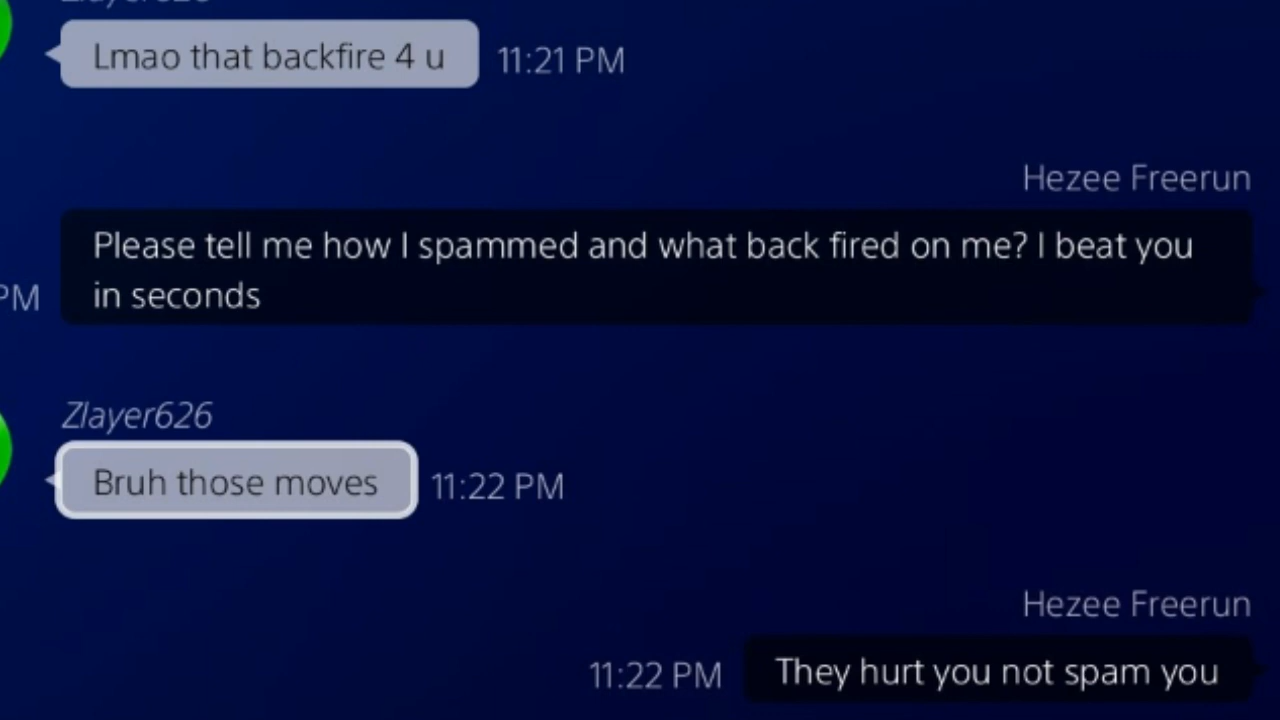 Lmao that backfire 4 u
11:21 PM
Hezee Freerun
Please tell me how I spammed and what back fired on me? I beat you
in seconds
PM
Zlayer626
Bruh those moves
11:22 PM
Hezee Freerun
11:22 PM
They hurt you not spam you